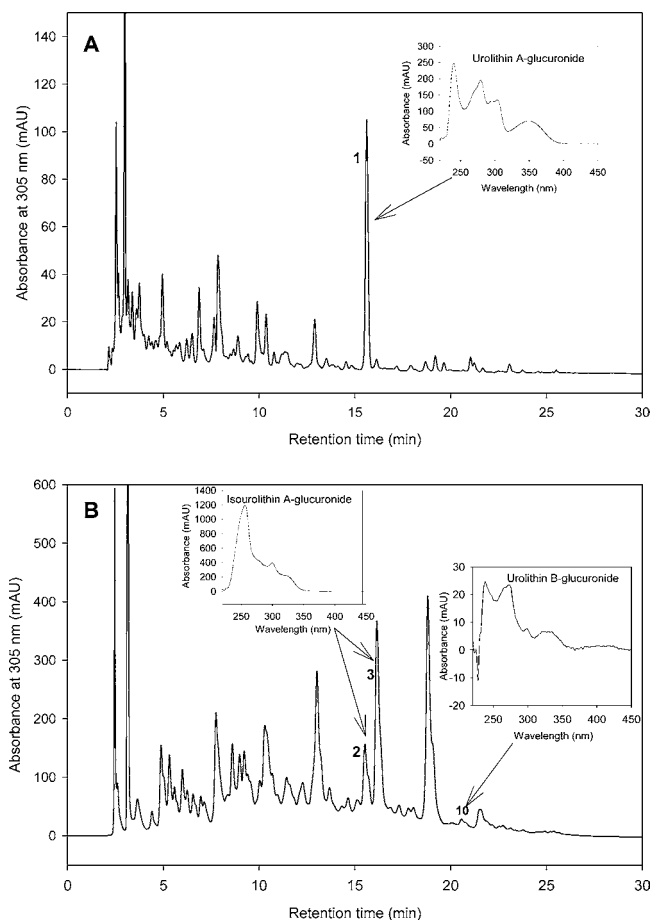 A
Absorbance at 305 nm (mAU)
140
120
100
80
60
40
20
0
0 5 10 15 20 25 30
Retention time (min)
1
Urolithin A-glucuronide
Absorbance (mAU)
300
250
200
150
100
50
0
-50
250 300 350 400 450
Wavelength (nm)
B
Absorbance at 305 nm (mAU)
600
500
400
300
200
100
0
0 5 10 15 20 25 30
Retention time (min)
Isourolithin A-glucuronide
Absorbance (mAU)
1400
1200
1000
800
600
400
200
0
250 300 350 400 450
Wavelength (nm)
3
2
10
Urolithin B-glucuronide
Absorbance (mAU)
30
20
10
0
-10
-20
250 300 350 400 450
Wavelength (nm)